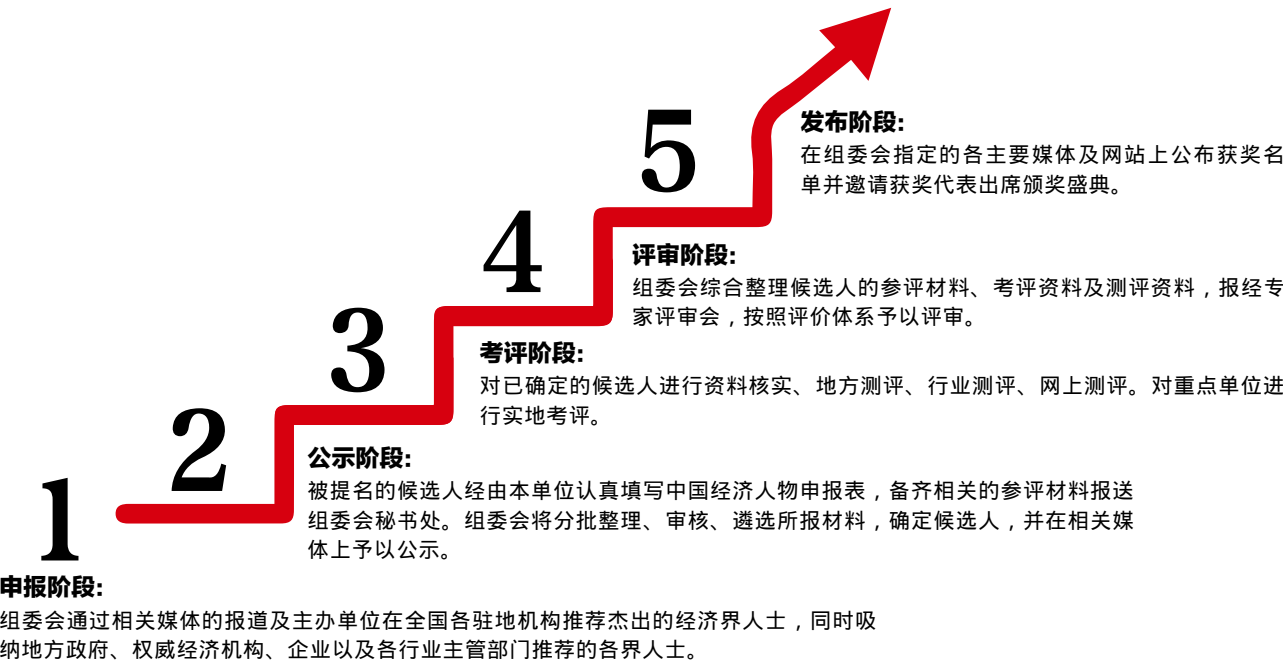 1
申报阶段:
组委会通过相关媒体的报道及主办单位在全国各驻地机构推荐杰出的经济界人士，同时吸
纳地方政府、权威经济机构、企业以及各行业主管部门推荐的各界人士。
2
公示阶段:
被提名的候选人经由本单位认真填写中国经济人物申报表，备齐相关的参评材料报送
组委会秘书处。组委会将分批整理、审核、遴选所报材料，确定候选人，并在相关媒
体上予以公示。
3
考评阶段:
对已确定的候选人进行资料核实、地方测评、行业测评、网上测评。对重点单位进
行实地考评。
4
评审阶段:
组委会综合整理候选人的参评材料、考评资料及测评资料，报经专
家评审会，按照评价体系予以评审。
5
发布阶段:
在组委会指定的各主要媒体及网站上公布获奖名
单并邀请获奖代表出席颁奖盛典。